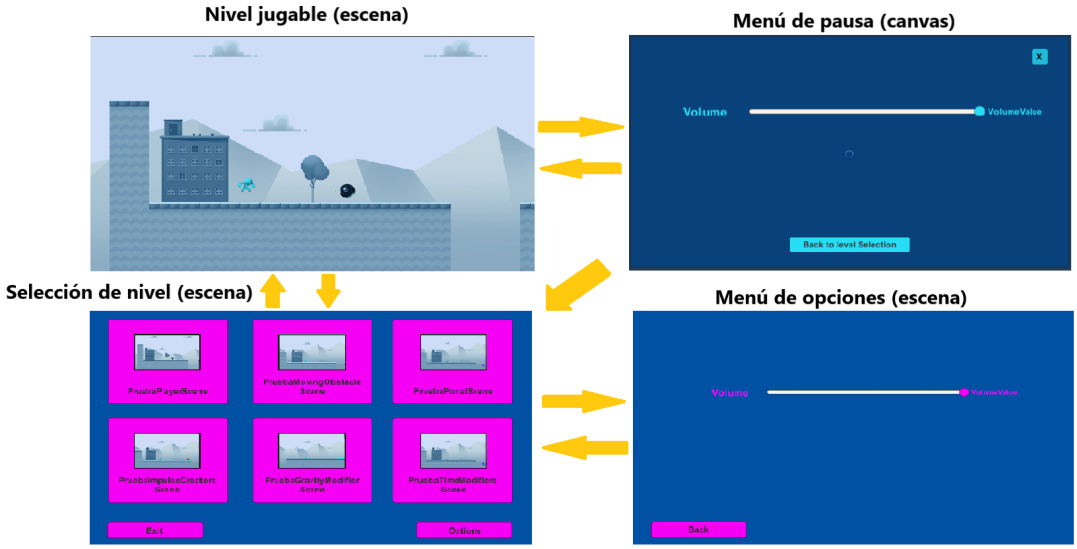 Nivel jugable (escena)
Menú de pausa (canvas)
X
Volume
VolumeValue
Back to level Selection
Selección de nivel (escena)
Menú de opciones (escena)
PruebaPlayerScene
PruebaMovingObstacle
Scene
PruebaPortalScene
PruebaImpulseCreators
Scene
PruebaGravityModifier
Scene
PruebaTimeModifiers
Scene
Exit
Options
Volume
VolumeValue
Back